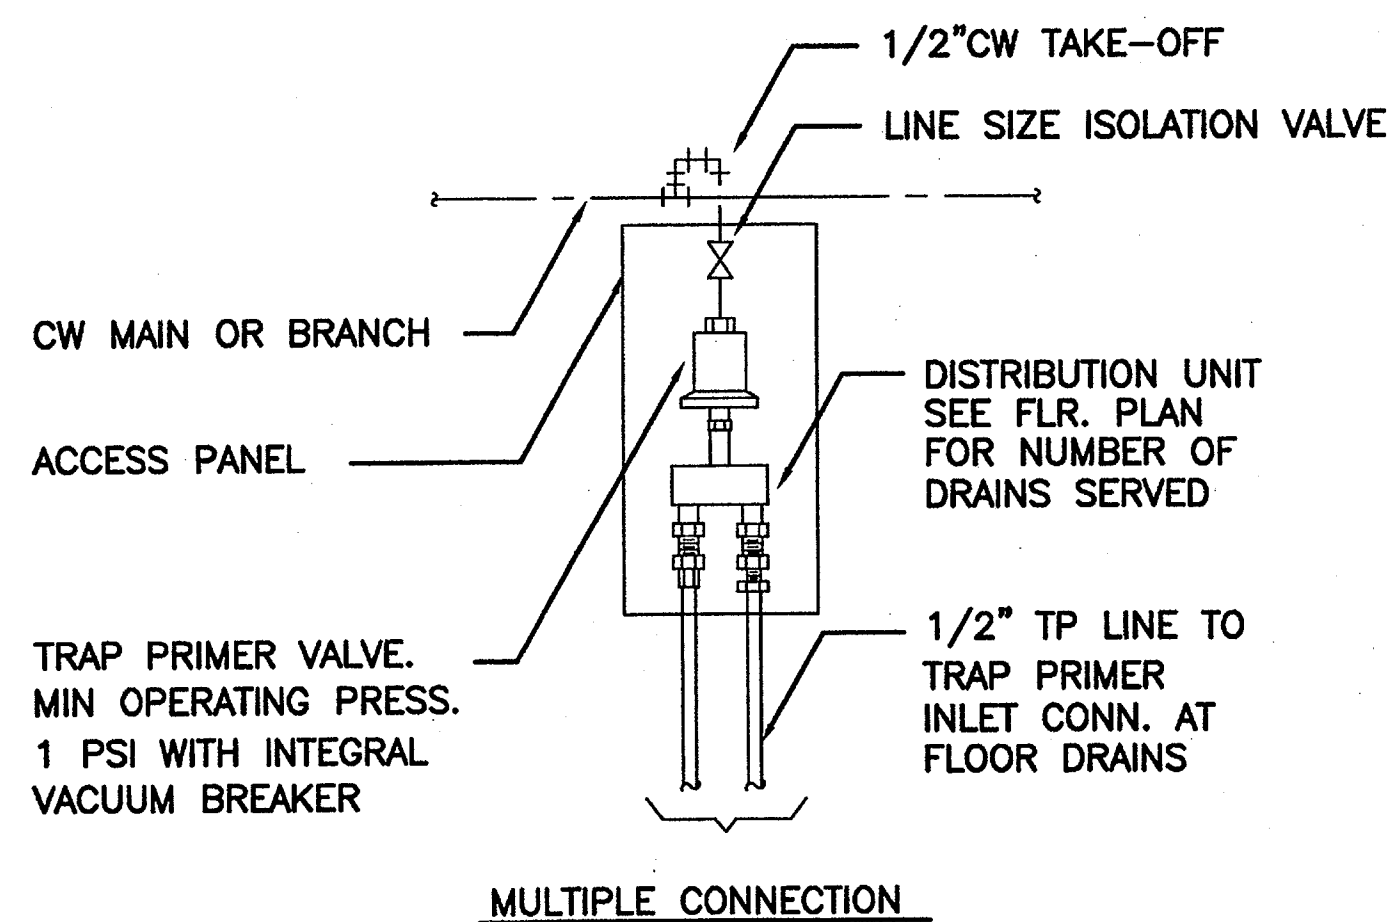 1/2"CW TAKE-OFF
LINE SIZE ISOLATION VALVE
CW MAIN OR BRANCH
ACCESS PANEL
DISTRIBUTION UNIT
SEE FLR. PLAN
FOR NUMBER OF
DRAINS SERVED
TRAP PRIMER VALVE.
MIN OPERATING PRESS.
1 PSI WITH INTEGRAL
VACUUM BREAKER
1/2" TP LINE TO
TRAP PRIMER
INLET CONN. AT
FLOOR DRAINS
MULTIPLE CONNECTION